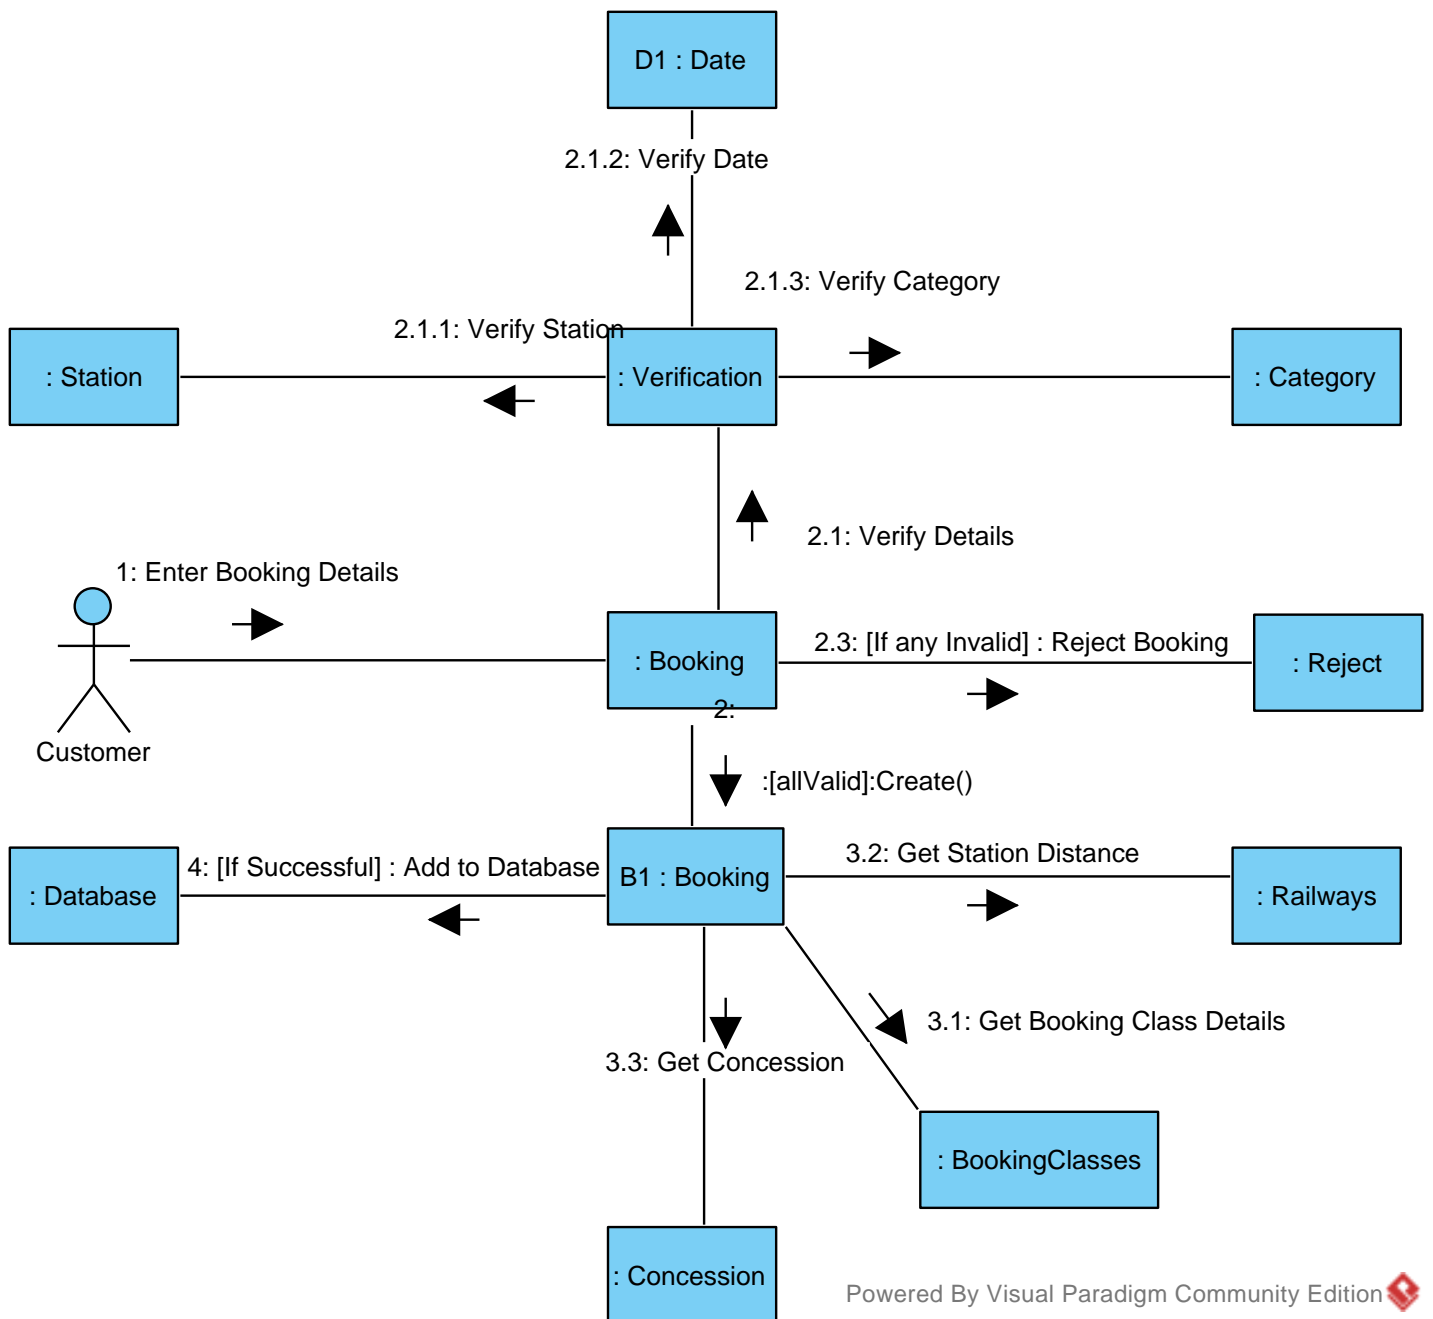 D1 : Date
2.1.2: Verify Date
2.1.3: Verify Category
2.1.1: Verify Station
: Station
: Verification
: Category
2.1: Verify Details
1: Enter Booking Details
2.3: [If any Invalid] : Reject Booking
: Booking
: Reject
2:
Customer
:[allValid]:Create()
3.2: Get Station Distance
4: [If Successful] : Add to Database
B1 : Booking
: Database
: Railways
3.1: Get Booking Class Details
3.3: Get Concession
: BookingClasses
: Concession
Powered By Visual Paradigm Community Edition